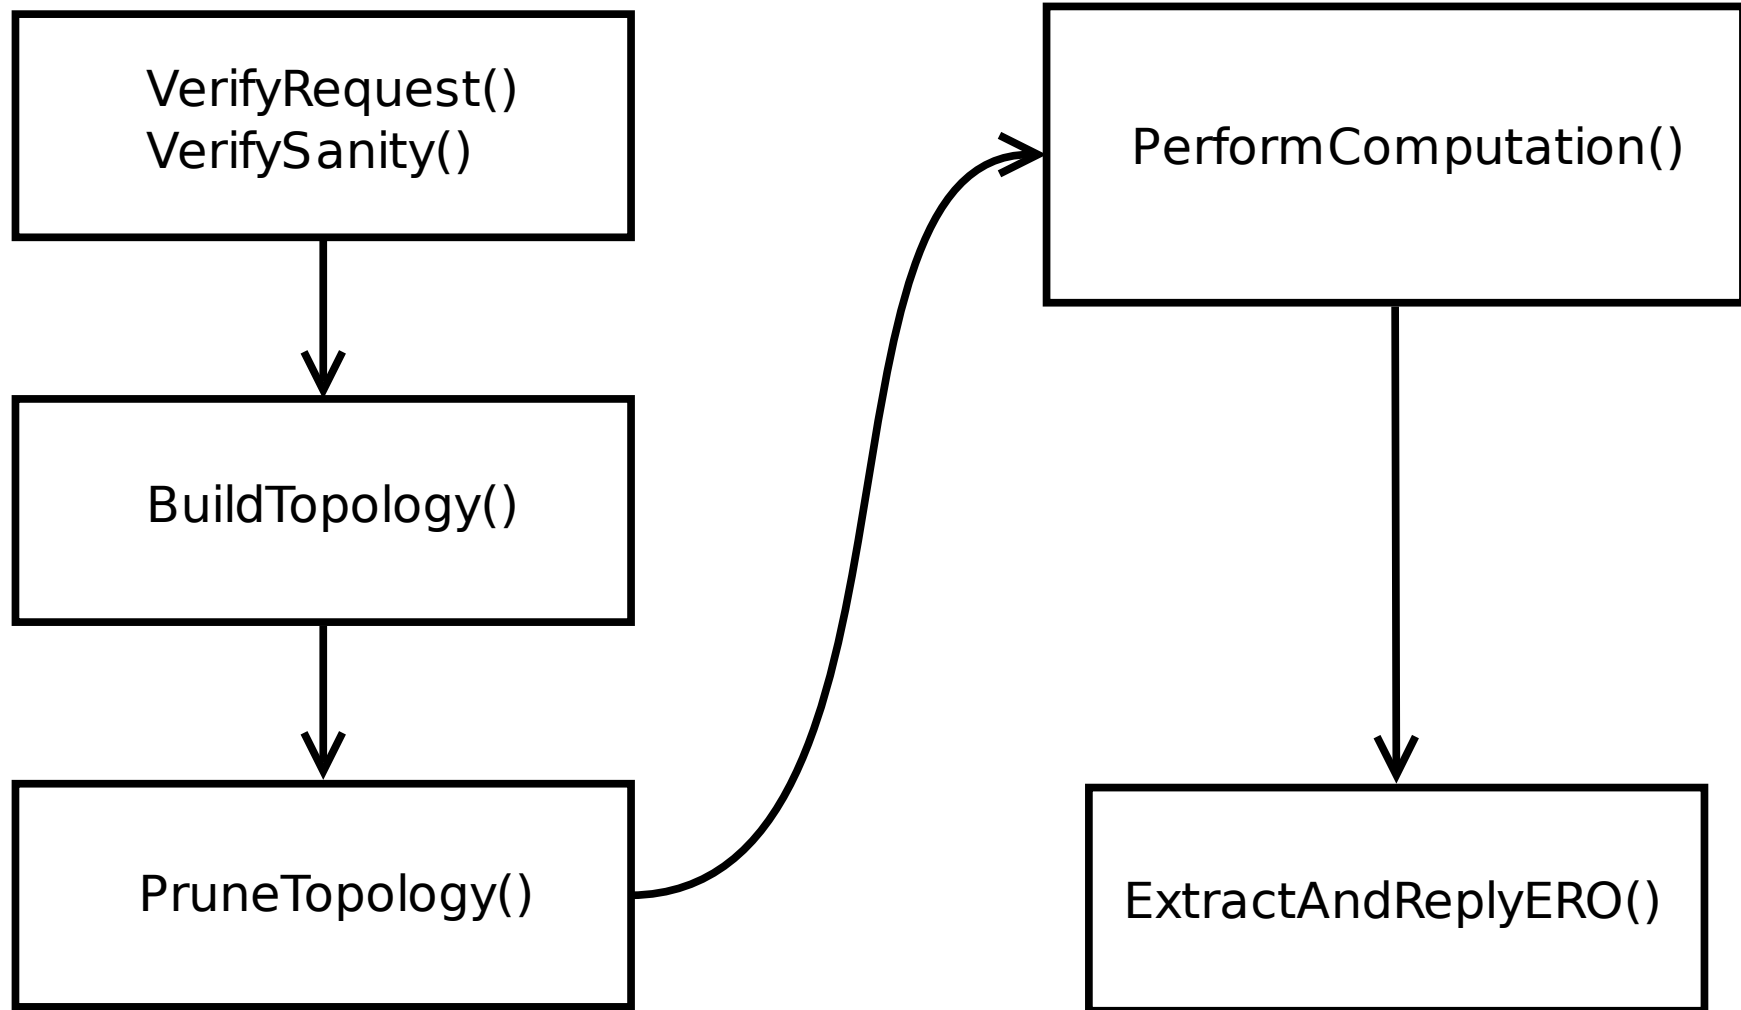 VerifyRequest()
VerifySanity()
BuildTopology()
PruneTopology()
PerformComputation()
ExtractAndReplyERO()